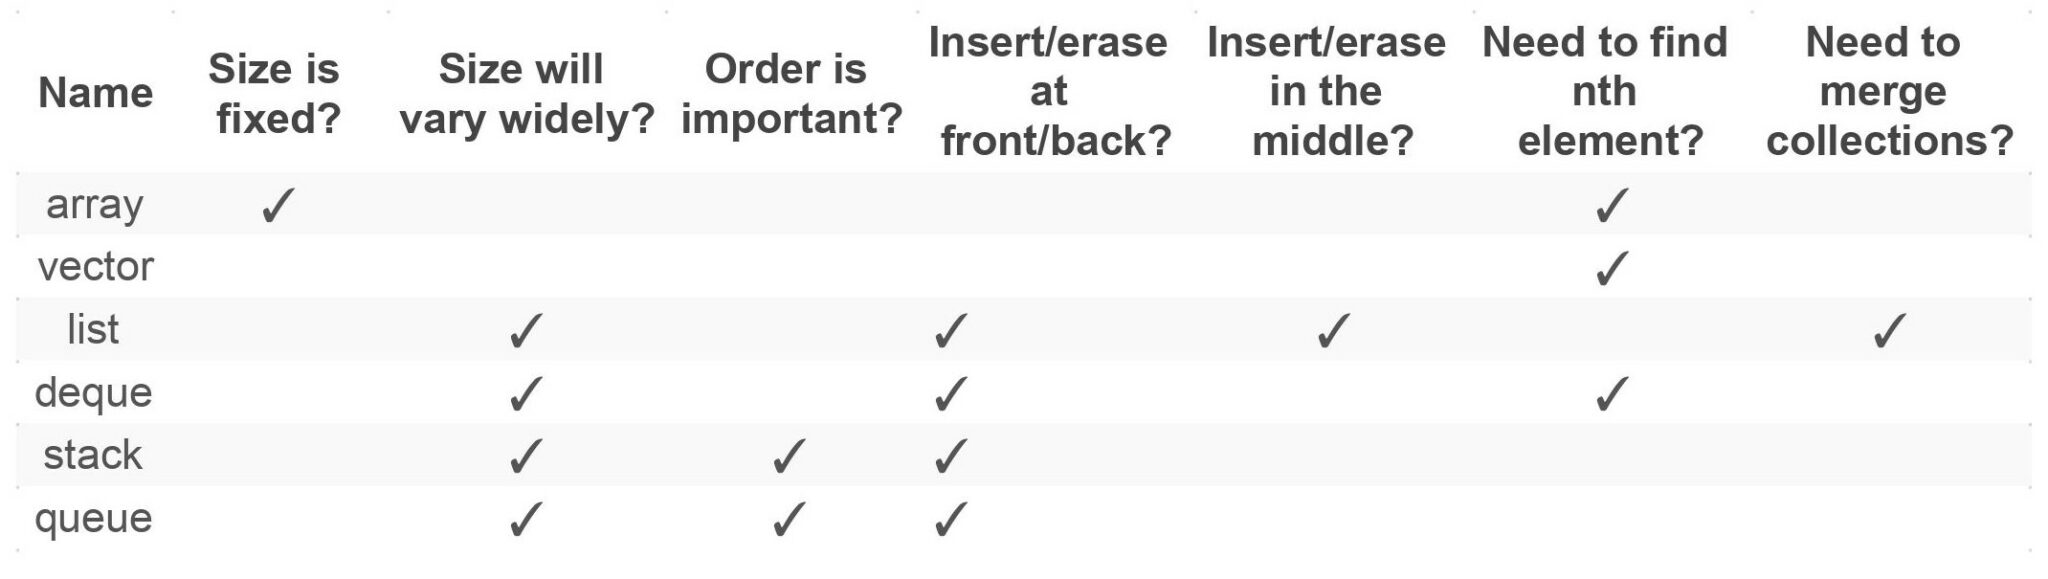 Name Size is fixed? Size will vary widely? Order is important? Insert/erase at front/back? Insert/erase in the middle? Need to find nth element? Need to merge collections?
array ✓ ✓
vector ✓
list ✓ ✓ ✓ ✓
deque ✓ ✓ ✓
stack ✓ ✓ ✓
queue ✓ ✓ ✓